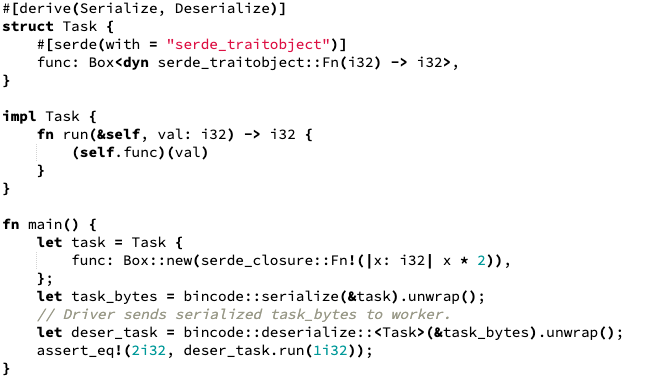 #[derive(Serialize, Deserialize)]
struct Task {
    #[serde(with = "serde_traitobject")]
    func: Box<dyn serde_traitobject::Fn(i32) -> i32>,
}

impl Task {
    fn run(&self, val: i32) -> i32 {
        (self.func)(val)
    }
}

fn main() {
    let task = Task {
        func: Box::new(serde_closure::Fn!(|x: i32| x * 2)),
    };
    let task_bytes = bincode::serialize(&task).unwrap();
    // Driver sends serialized task_bytes to worker.
    let deser_task = bincode::deserialize::<Task>(&task_bytes).unwrap();
    assert_eq!(2i32, deser_task.run(1i32));
}